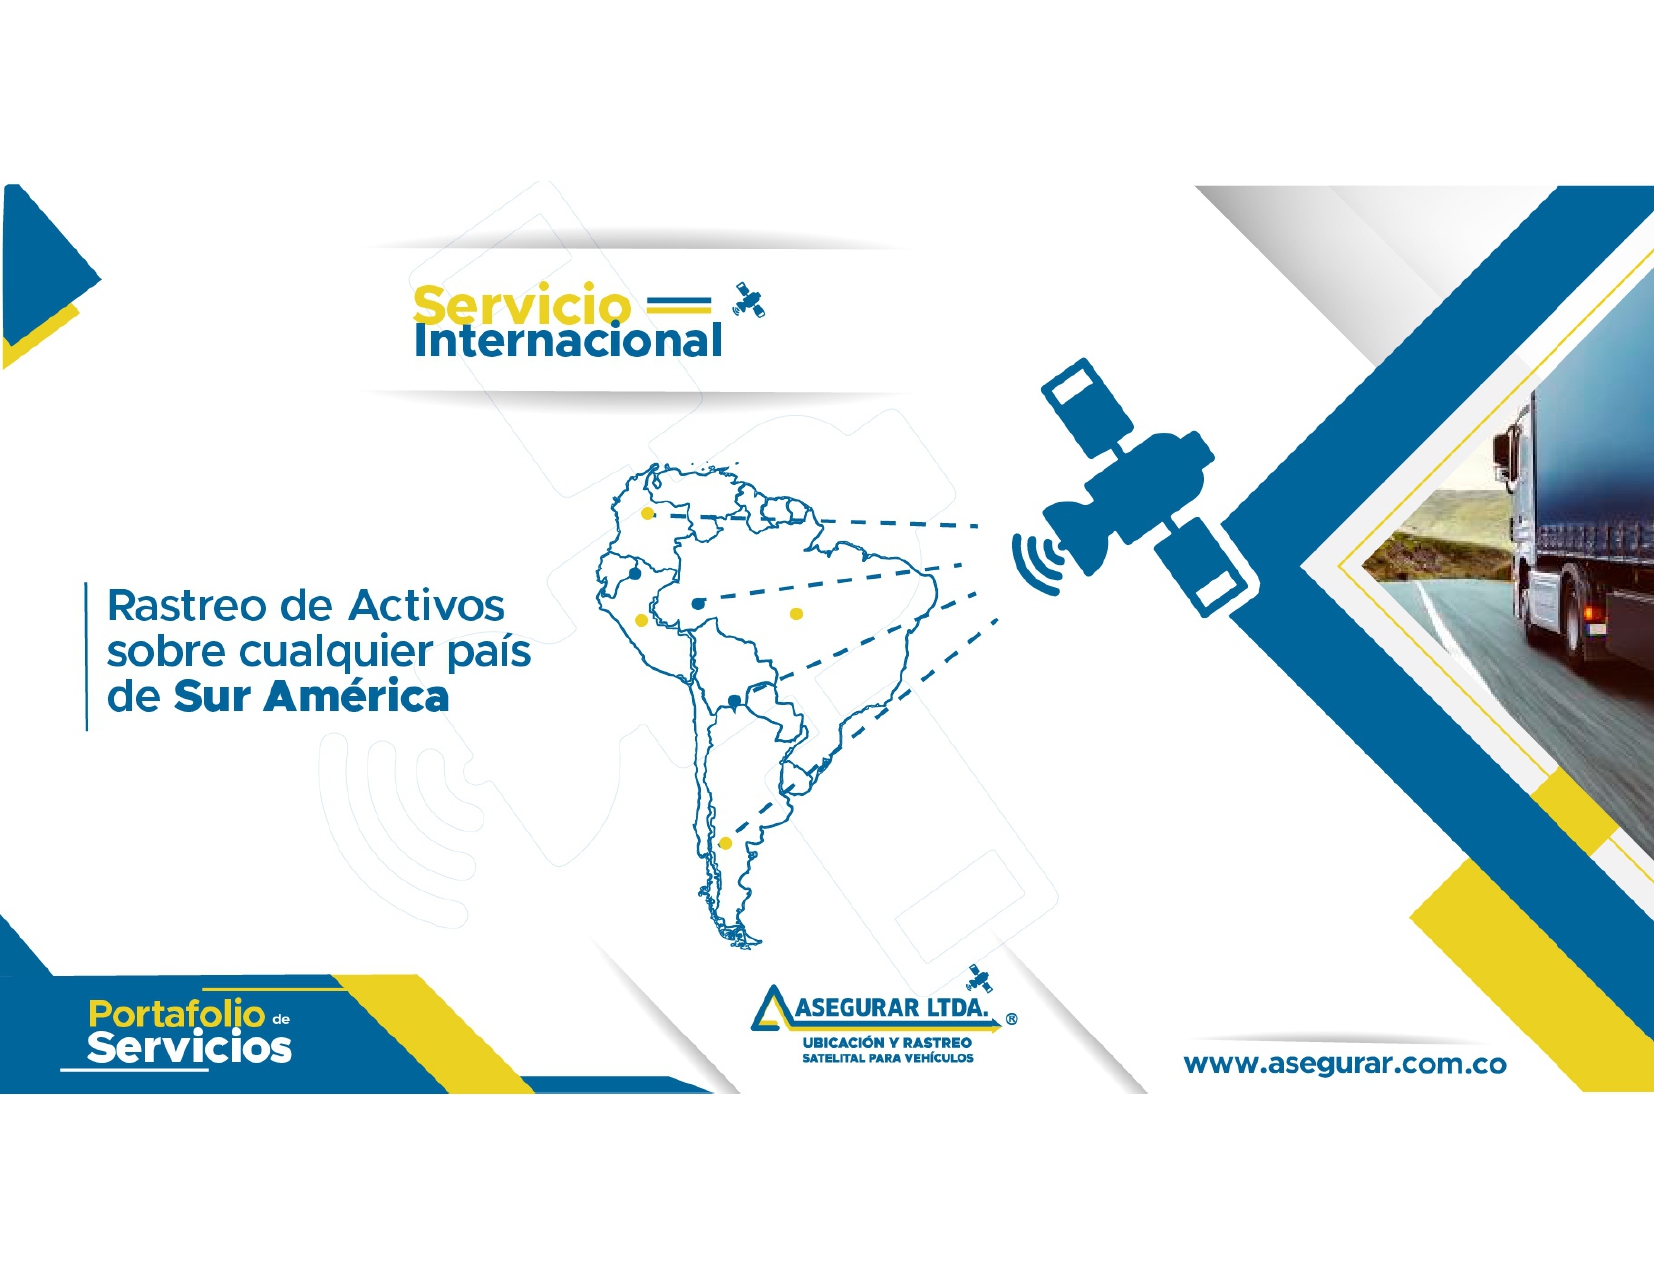 Servicio
Internacional
Rastreo de Activos
sobre cualquier país
de Sur América
Portafolio de
Servicios
ASEGURAR LTDA. ®
UBICACIÓN Y RASTREO
SATELITAL PARA VEHÍCULOS
www.asegurar.com.co